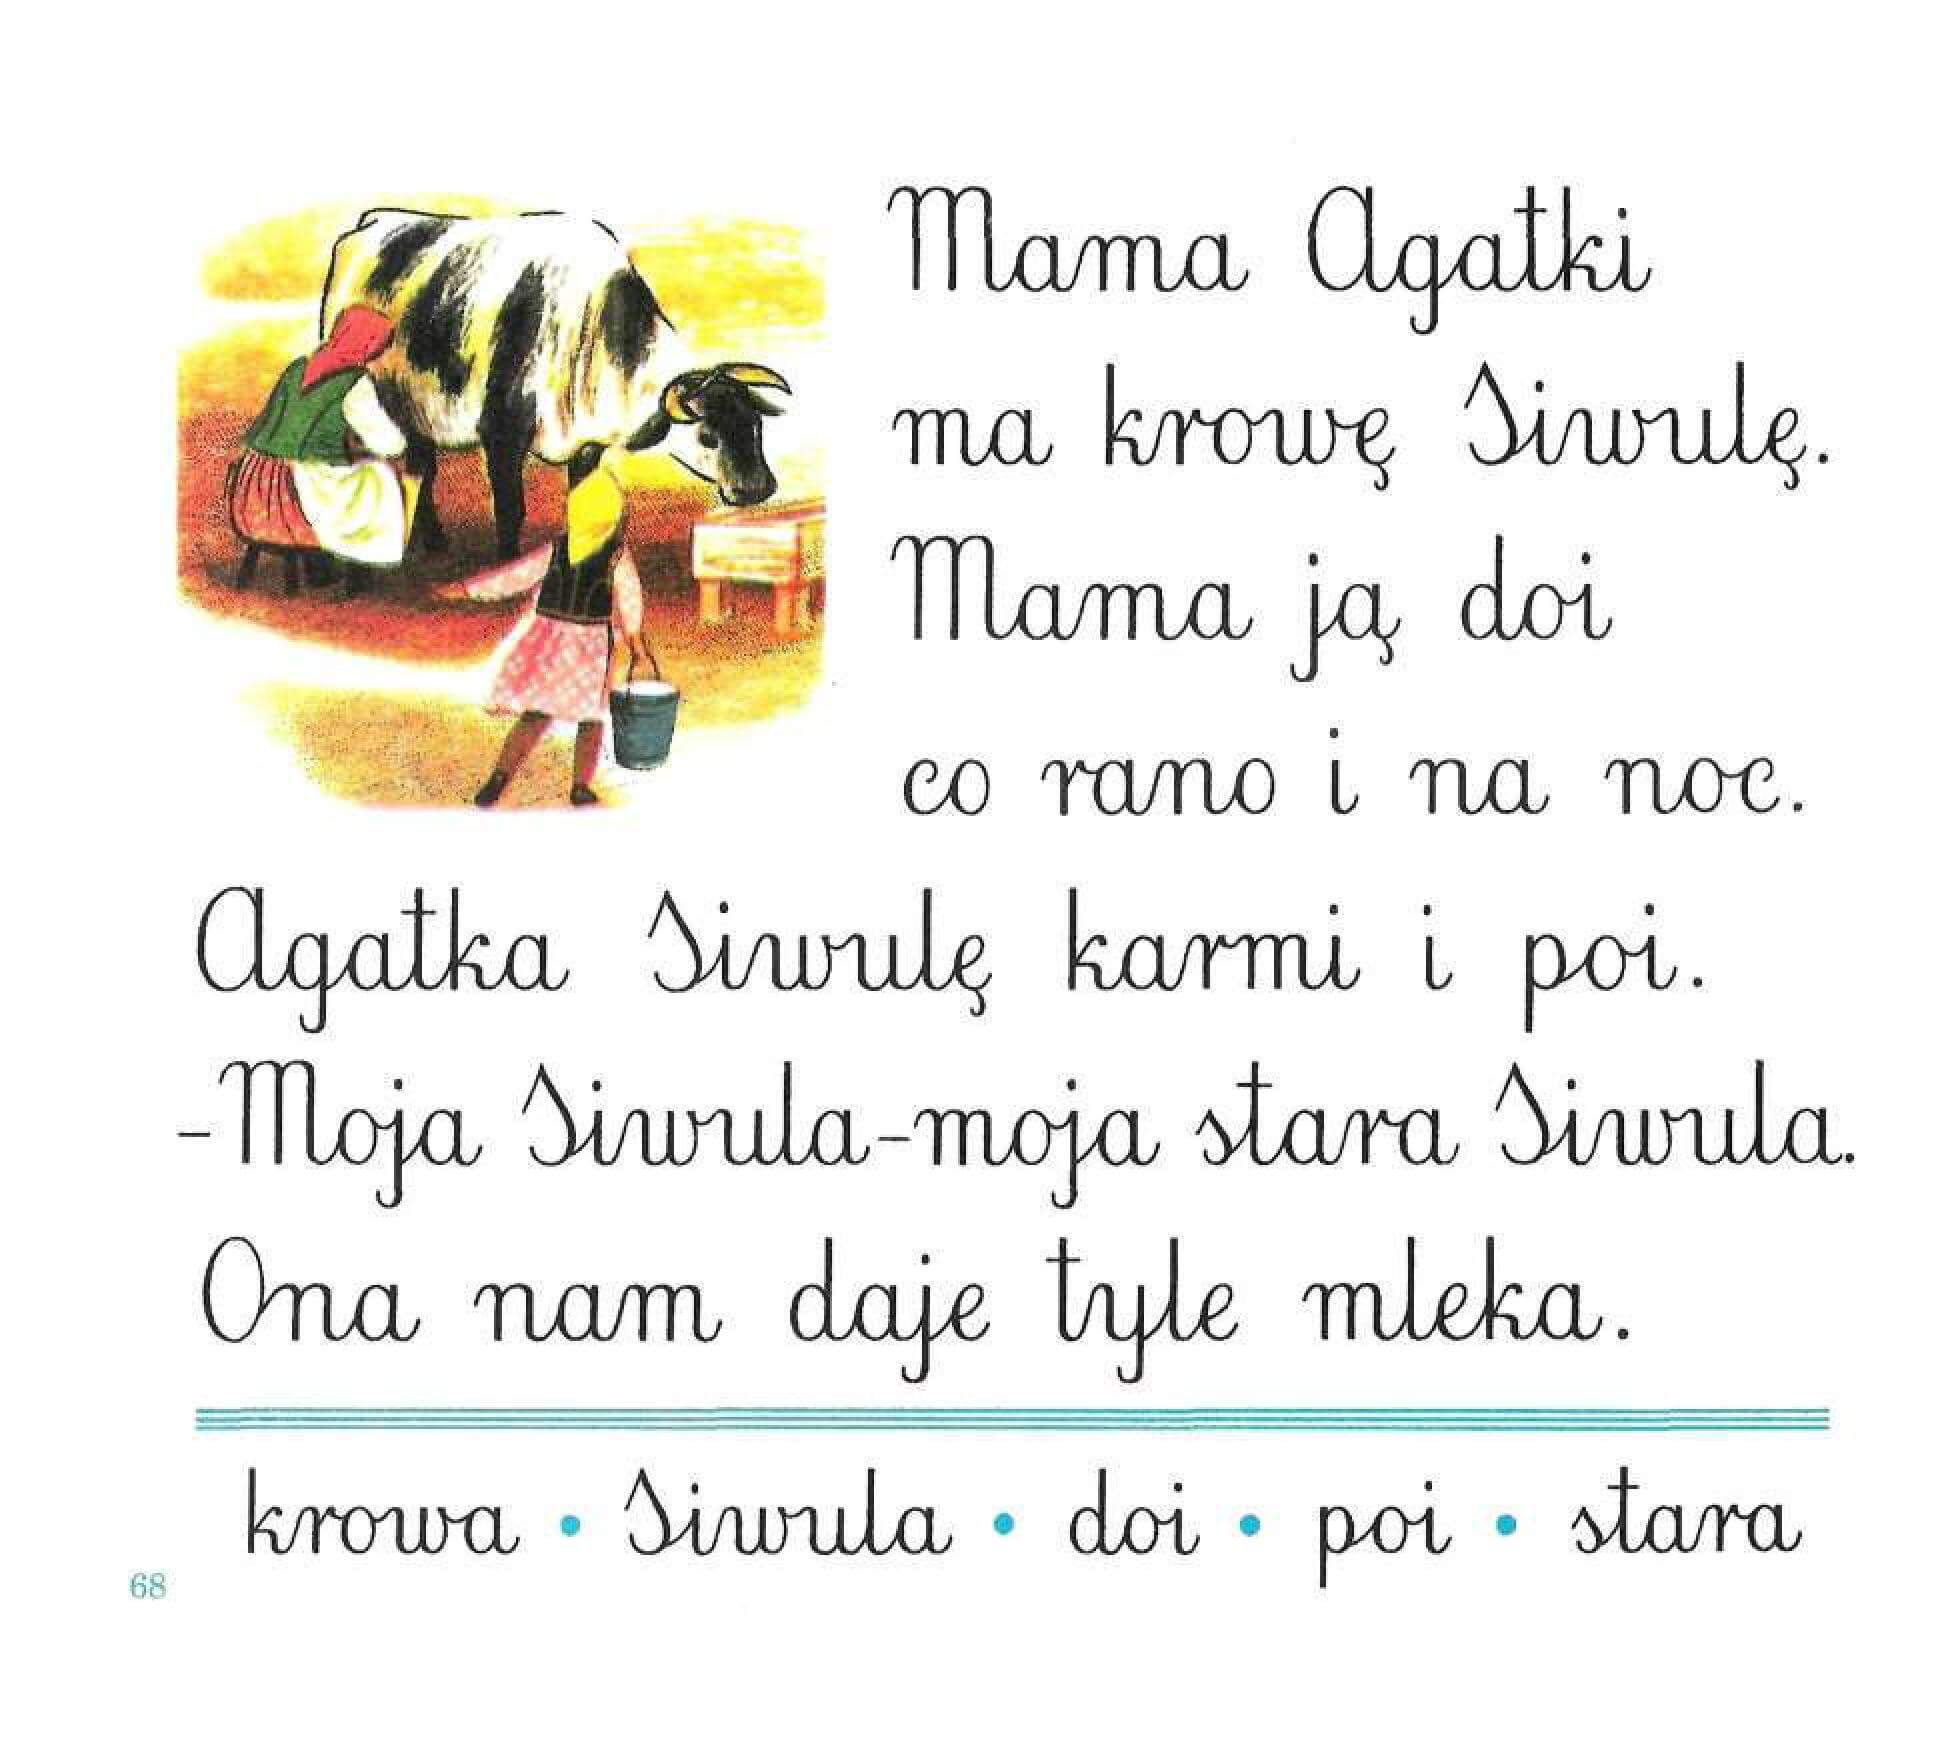 Mama Agatki
ma krowę Siwulę.
Mama ją doi
co rano i na noc.
Agatka Siwulę karmi i poi.
-Moja Siwula-moja stara Siwula.
Ona nam daje tyle mleka.
krowa • Siwula • doi • poi • stara
68